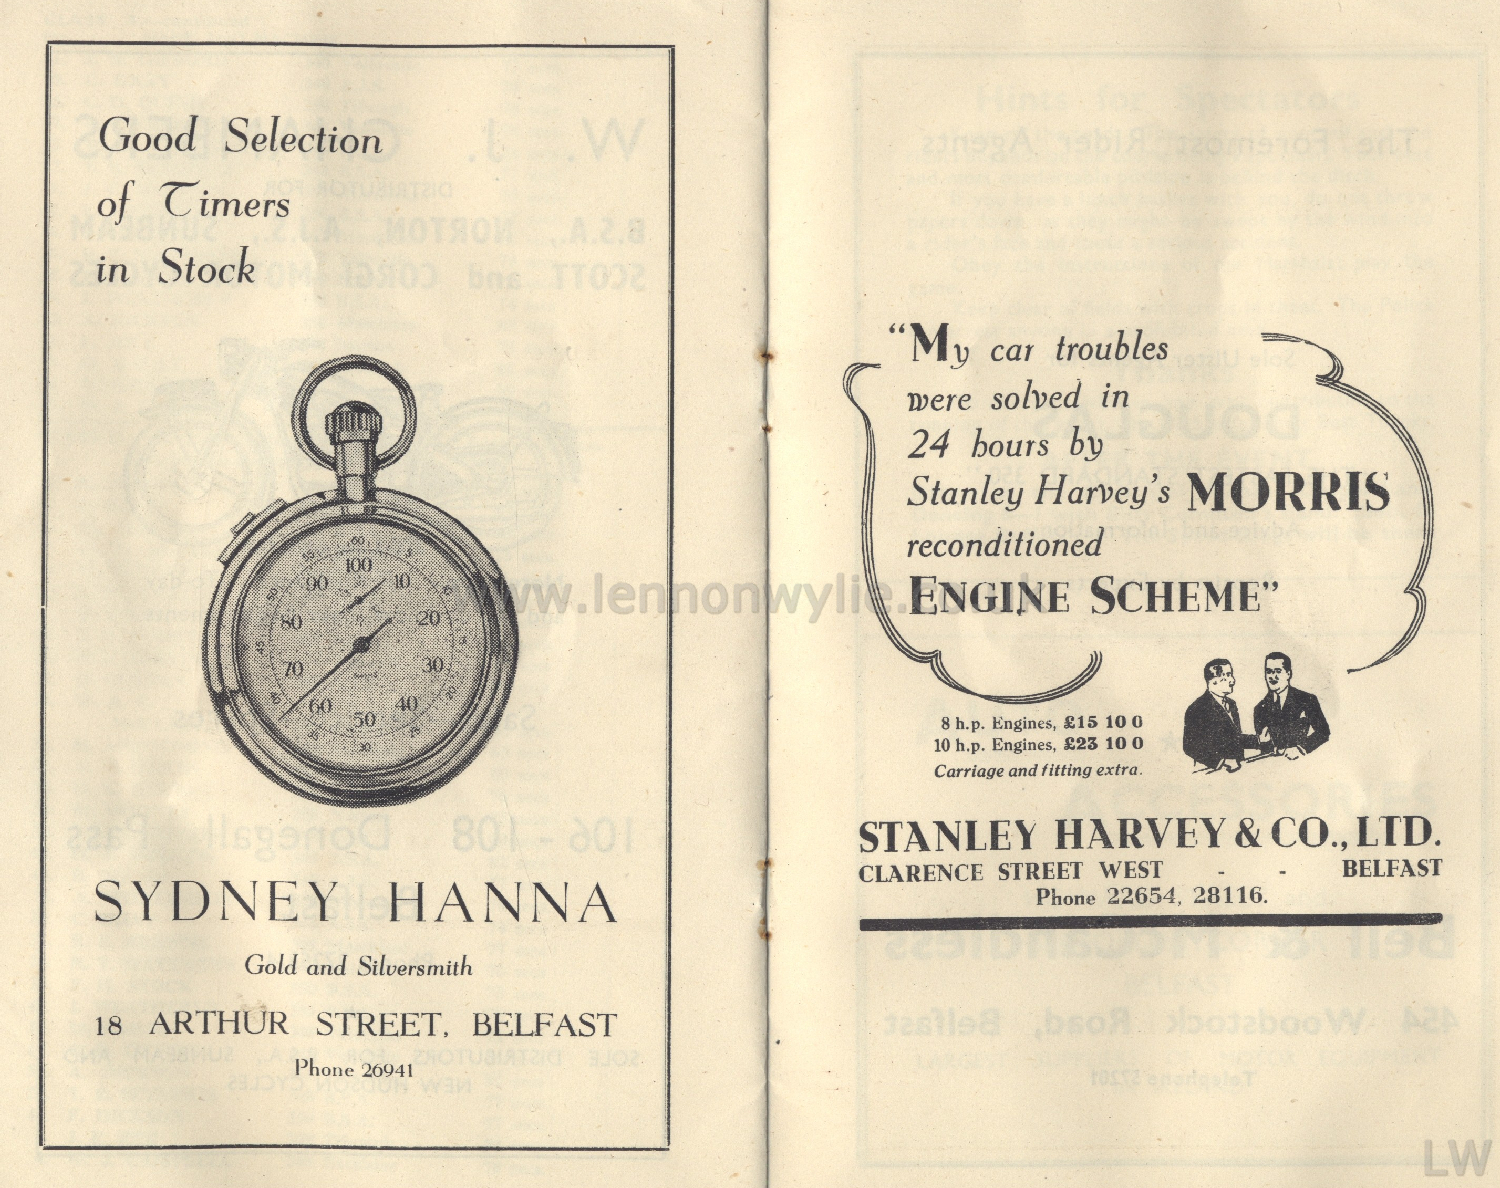 Good Selection
of Timers
in Stock
60
5
55
100
10
90
20
80
30
70
40
60
50
SYDNEY HANNA
Gold and Silversmith
18 ARTHUR STREET, BELFAST
Phone 26941
"My car troubles
were solved in
24 hours by
Stanley Harvey's MORRIS
reconditioned
ENGINE SCHEME"
8 h.p. Engines, £15 10 0
10 h.p. Engines, £23 10 0
Carriage and fitting extra.
STANLEY HARVEY & CO., LTD.
CLARENCE STREET WEST - - BELFAST
Phone 22654, 28116.
www.lennonwylie.co.uk
LW